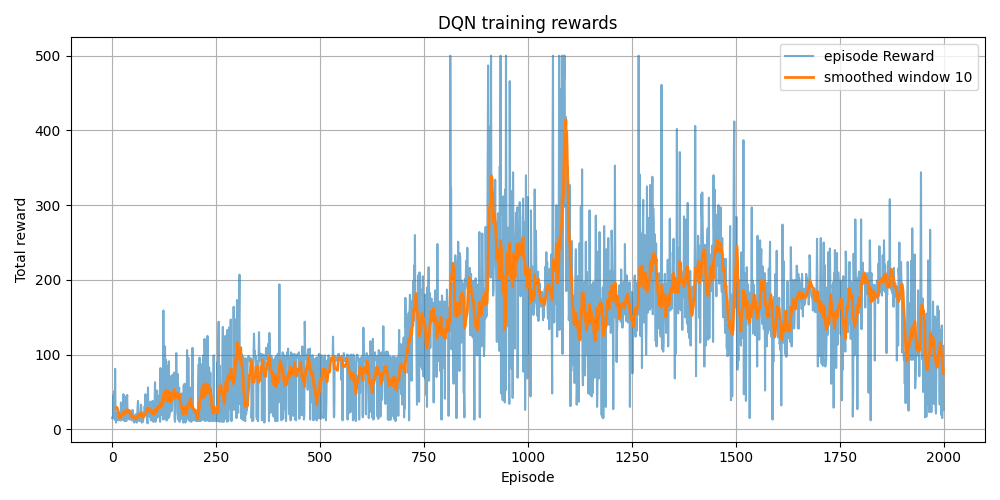 DQN training rewards
episode Reward
smoothed window 10
Total reward
500
400
300
200
100
0
0 250 500 750 1000 1250 1500 1750 2000
Episode